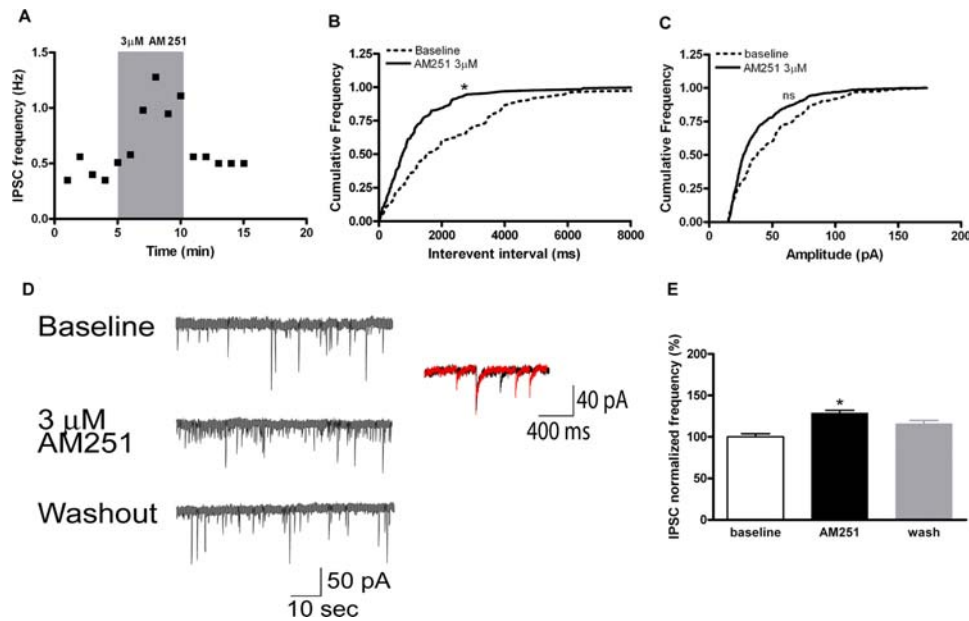 A
3μM AM 251
IPSC frequency (Hz)
1.5
1.0
0.5
0.0
0 5 10 15 20
Time (min)
B
Baseline
AM251 3μM
*
Cumulative Frequency
1.00
0.75
0.50
0.25
0.00
0 2000 4000 6000 8000
Interevent interval (ms)
C
baseline
AM251 3μM
ns
Cumulative Frequency
1.00
0.75
0.50
0.25
0.00
0 50 100 150 200
Amplitude (pA)
D
Baseline
3 μM
AM251
Washout
40 pA
400 ms
50 pA
10 sec
E
IPSC normalized frequency (%)
200
150
100
50
0
*
baseline AM251 wash